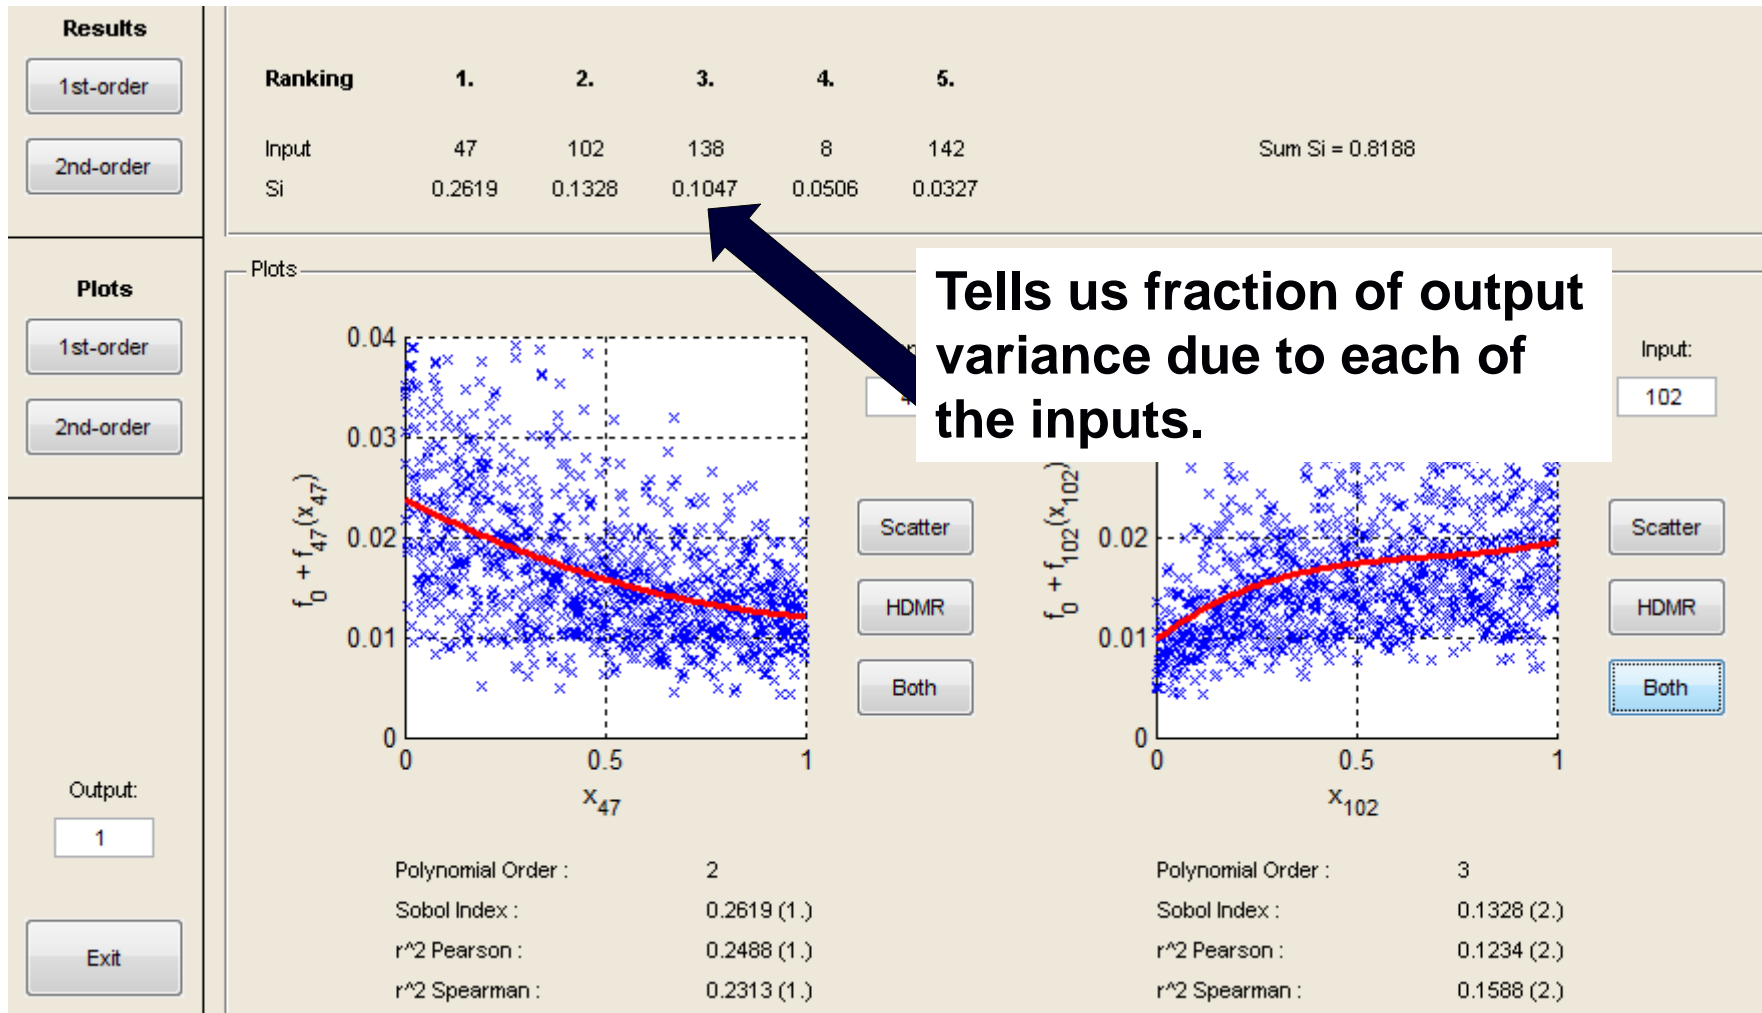 Results
1st-order
2nd-order
Ranking 1. 2. 3. 4. 5.
Input 47 102 138 8 142
Si 0.2619 0.1328 0.1047 0.0506 0.0327
Sum Si = 0.8188
Plots
1st-order
2nd-order
Plots
Tells us fraction of output
variance due to each of
the inputs.
0.04
0.03
0.02
0.01
0
0 0.5 1
f0 + f47(x47)
x47
Scatter
HDMR
Both
Input:
102
0.02
0.01
0
0 0.5 1
f0 + f102(x102)
x102
Scatter
HDMR
Both
Output:
1
Exit
Polynomial Order : 2
Sobol Index : 0.2619 (1.)
r^2 Pearson : 0.2488 (1.)
r^2 Spearman : 0.2313 (1.)
Polynomial Order : 3
Sobol Index : 0.1328 (2.)
r^2 Pearson : 0.1234 (2.)
r^2 Spearman : 0.1588 (2.)